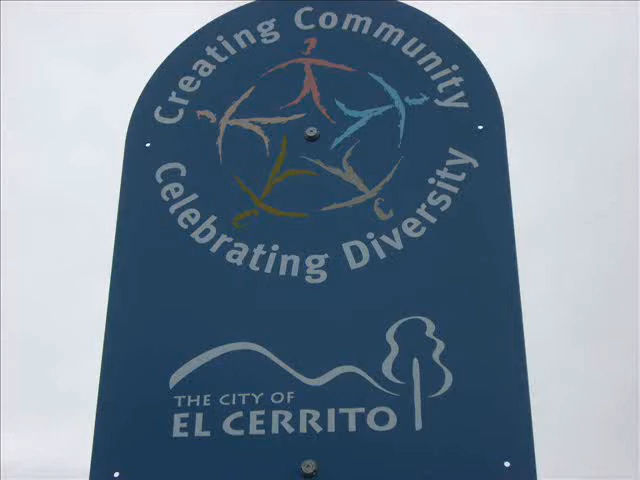 Creating Community
Celebrating Diversity
THE CITY OF
EL CERRITO